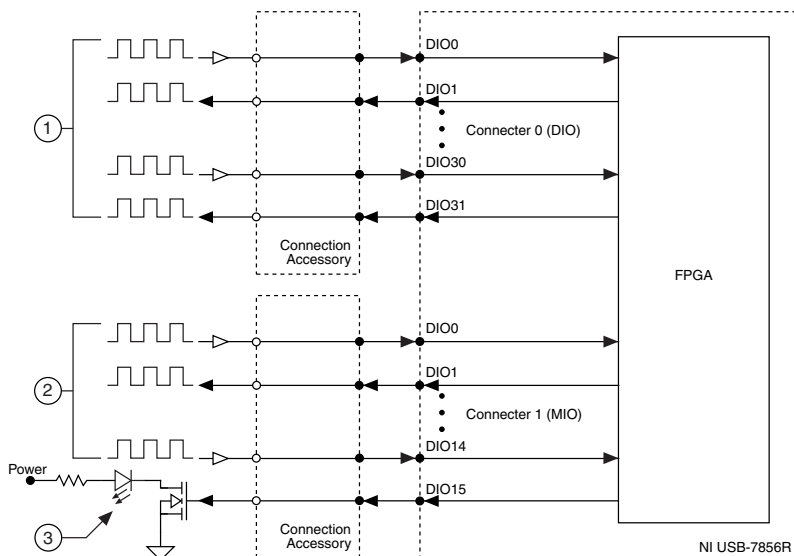 DIO0
DIO1
1
Connecter 0 (DIO)
DIO30
DIO31
Connection
Accessory
FPGA
DIO0
DIO1
2
Connecter 1 (MIO)
DIO14
Power
DIO15
3
Connection
Accessory
NI USB-7856R